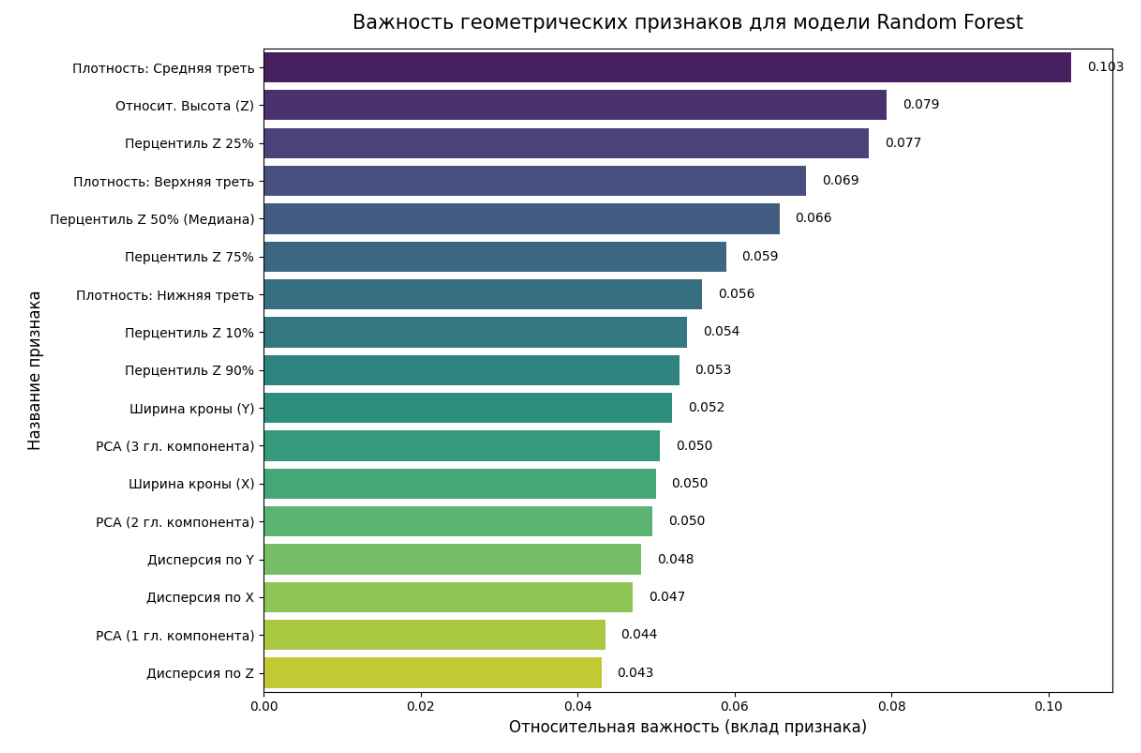 Важность геометрических признаков для модели Random Forest
Плотность: Средняя треть 0.103
Относит. Высота (Z) 0.079
Перцентиль Z 25% 0.077
Плотность: Верхняя треть 0.069
Перцентиль Z 50% (Медиана) 0.066
Перцентиль Z 75% 0.059
Плотность: Нижняя треть 0.056
Перцентиль Z 10% 0.054
Перцентиль Z 90% 0.053
Ширина кроны (Y) 0.052
PCA (3 гл. компонента) 0.050
Ширина кроны (X) 0.050
PCA (2 гл. компонента) 0.050
Дисперсия по Y 0.048
Дисперсия по X 0.047
PCA (1 гл. компонента) 0.044
Дисперсия по Z 0.043
Название признака
0.00 0.02 0.04 0.06 0.08 0.10
Относительная важность (вклад признака)